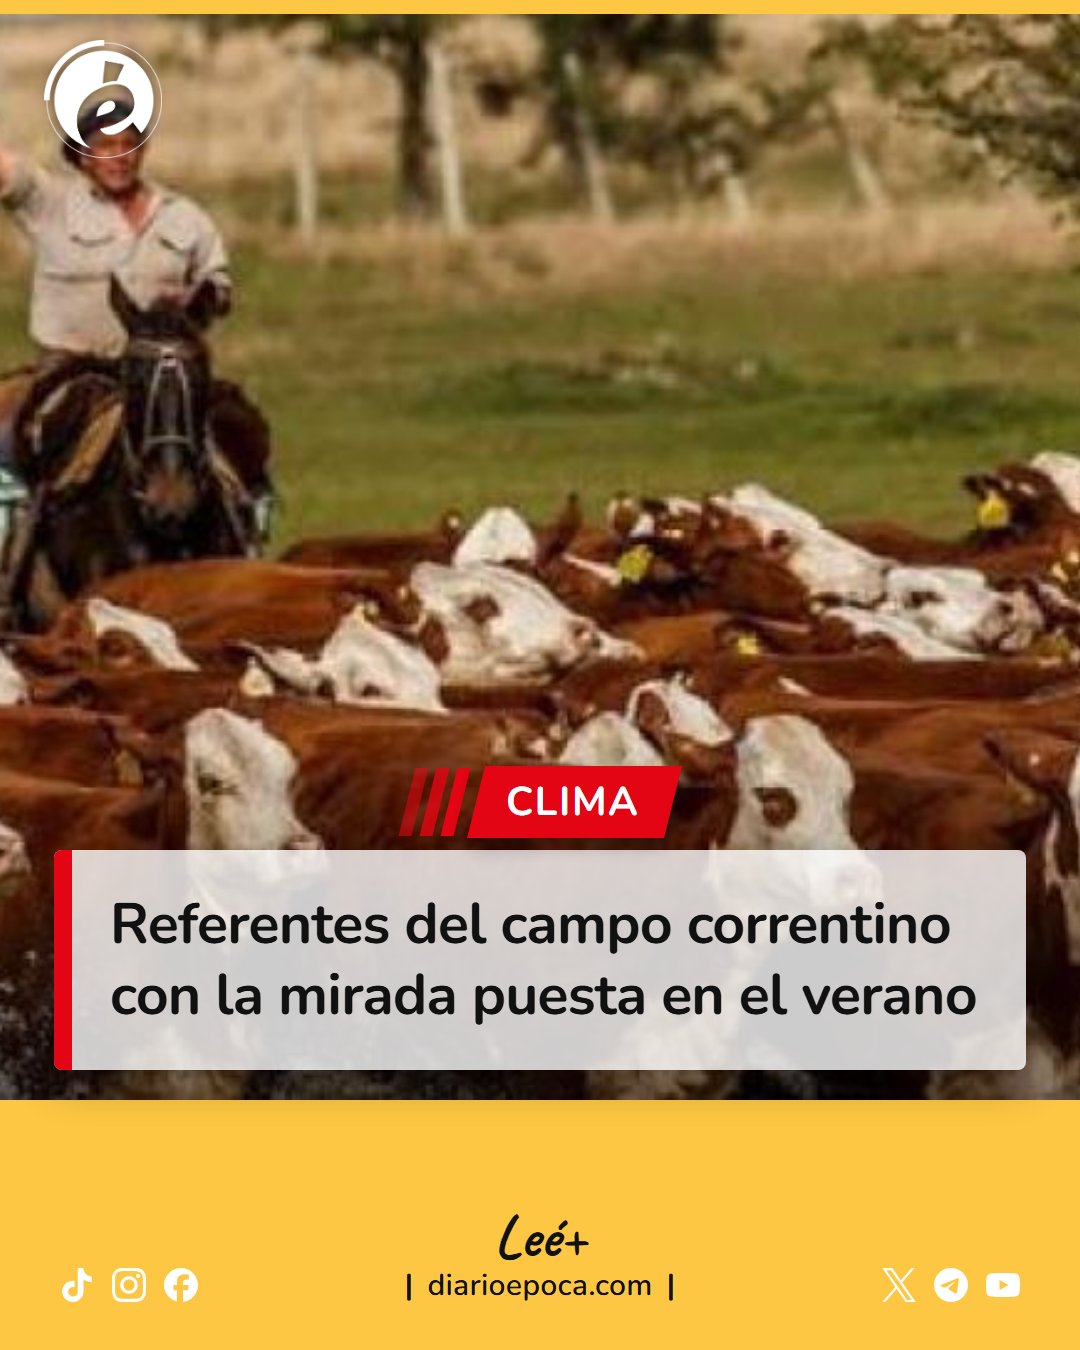 é
CLIMA
Referentes del campo correntino
con la mirada puesta en el verano
Leé+
| diarioepoca.com |